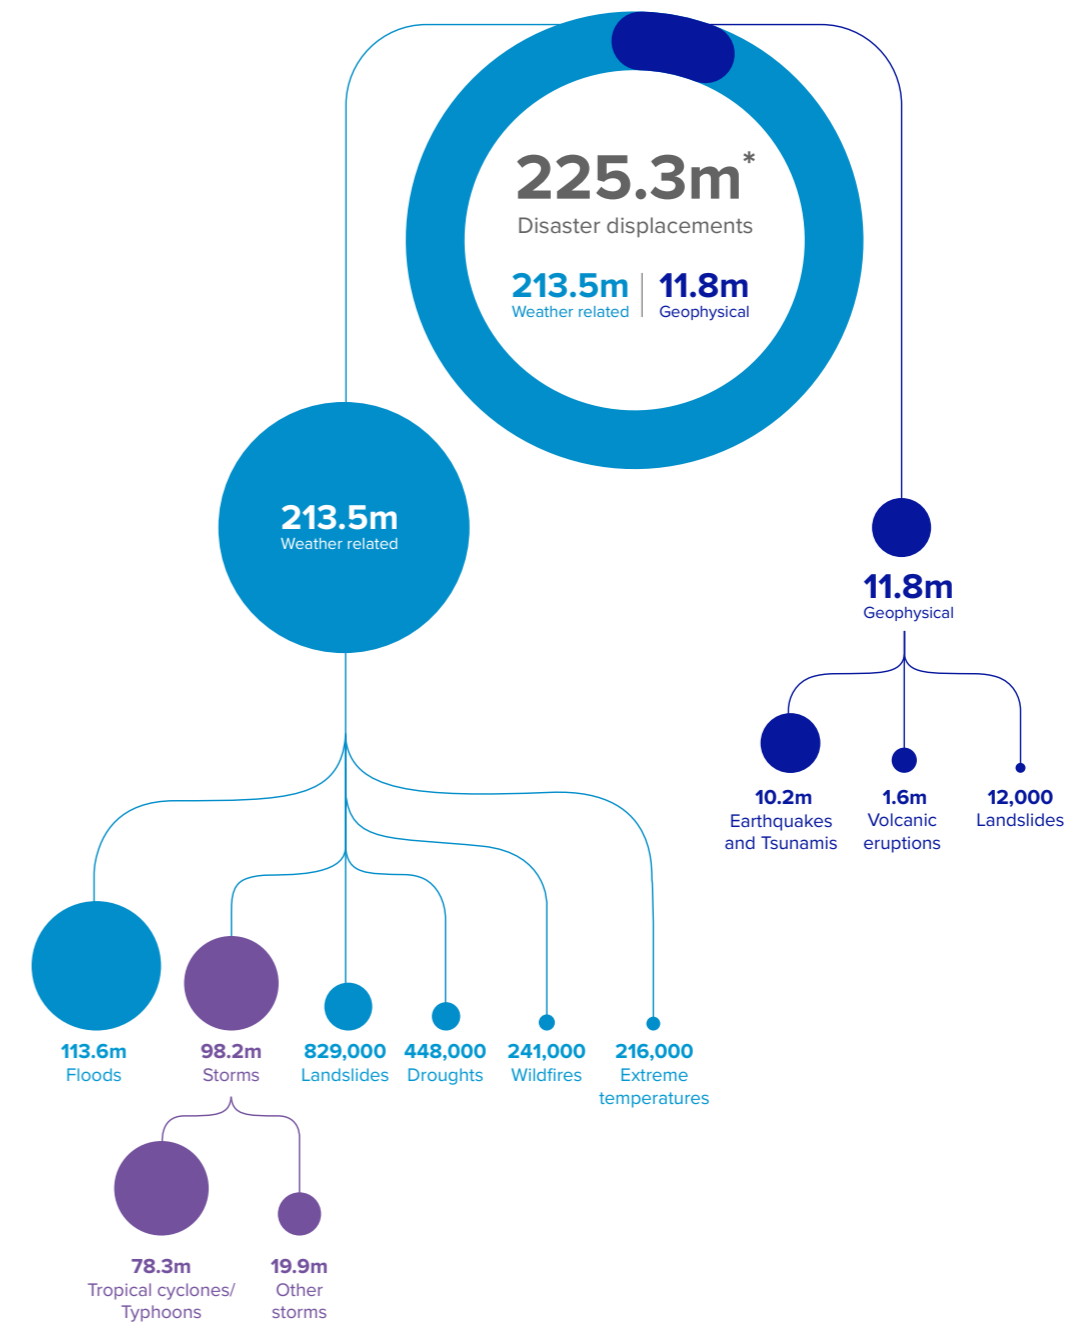 225.3m*
Disaster displacements
213.5m
Weather related
11.8m
Geophysical
213.5m
Weather related
11.8m
Geophysical
10.2m
Earthquakes
and Tsunamis
1.6m
Volcanic
eruptions
12,000
Landslides
113.6m
Floods
98.2m
Storms
829,000
Landslides
448,000
Droughts
241,000
Wildfires
216,000
Extreme
temperatures
78.3m
Tropical cyclones/
Typhoons
19.9m
Other
storms